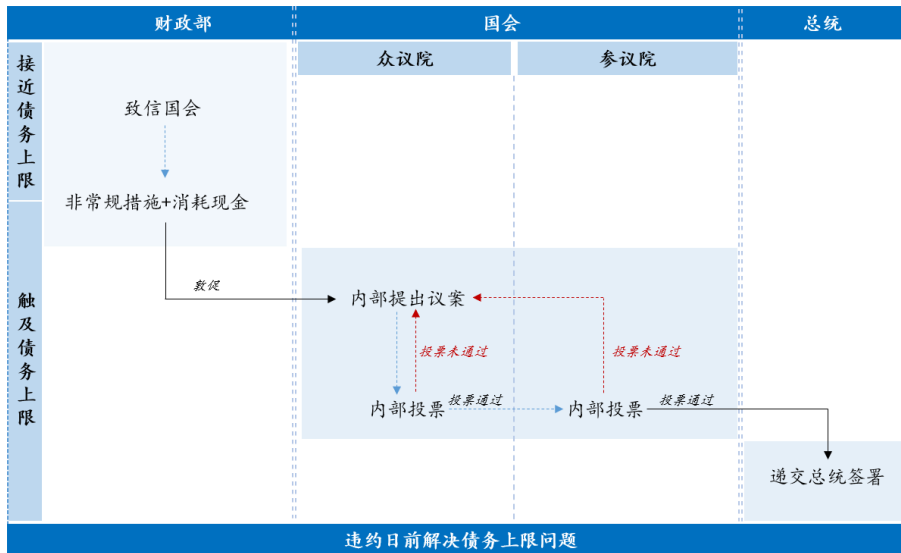 财政部
国会
总统
众议院
参议院
接近债务上限
致信国会
非常规措施+消耗现金
触及债务上限
敦促
内部提出议案
投票未通过
投票未通过
内部投票
投票通过
内部投票
投票通过
递交总统签署
违约日前解决债务上限问题